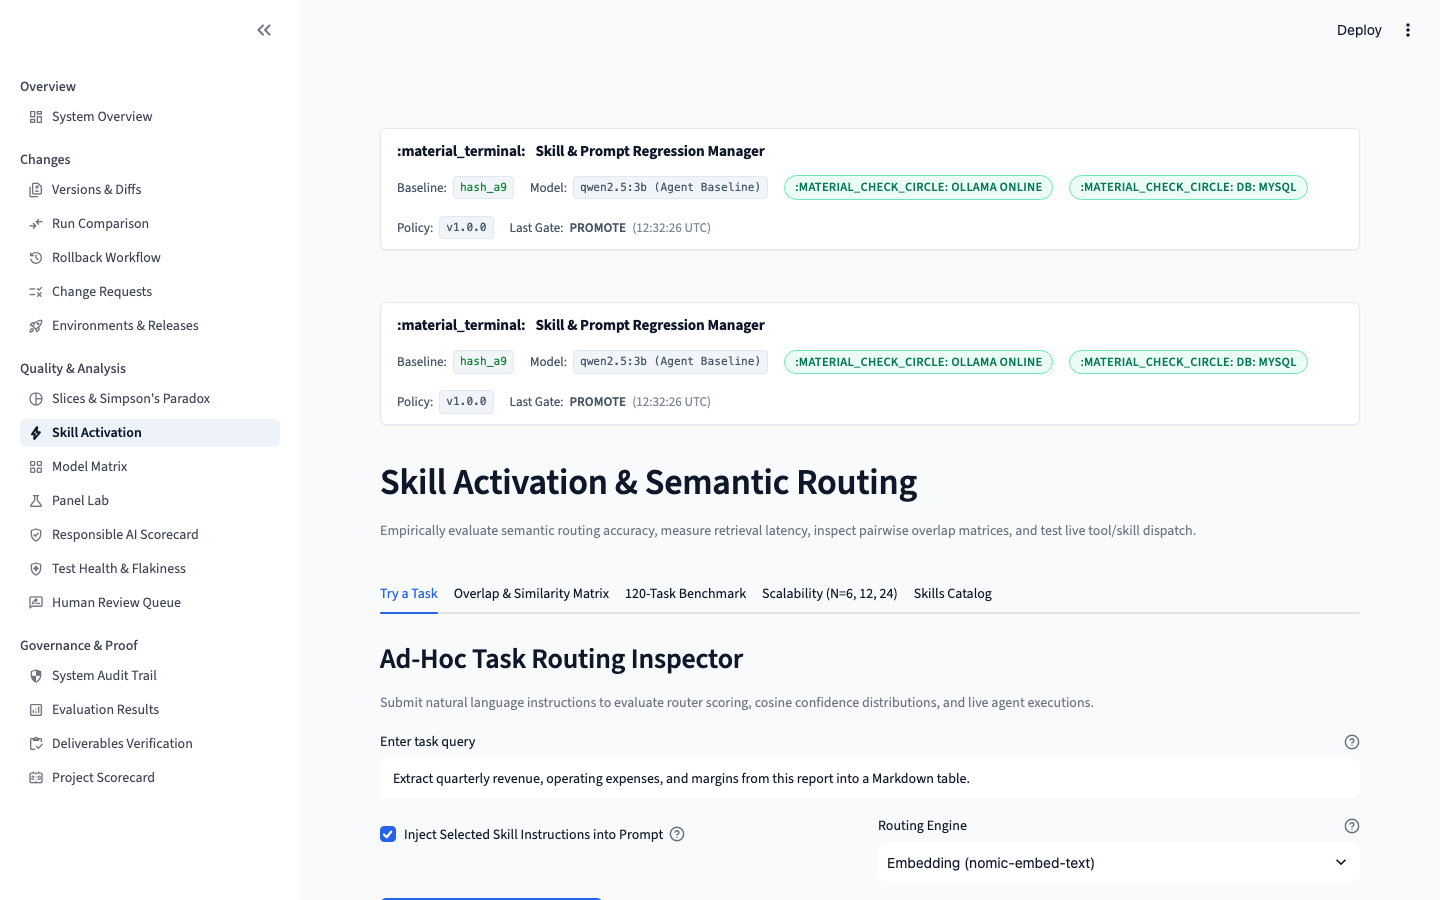 Deploy
Overview
System Overview
Changes
Versions & Diffs
Run Comparison
Rollback Workflow
Change Requests
Environments & Releases
Quality & Analysis
Slices & Simpson's Paradox
Skill Activation
Model Matrix
Panel Lab
Responsible AI Scorecard
Test Health & Flakiness
Human Review Queue
Governance & Proof
System Audit Trail
Evaluation Results
Deliverables Verification
Project Scorecard
:material_terminal: Skill & Prompt Regression Manager
Baseline: hash_a9 Model: qwen2.5:3b (Agent Baseline) :MATERIAL_CHECK_CIRCLE: OLLAMA ONLINE :MATERIAL_CHECK_CIRCLE: DB: MYSQL
Policy: v1.0.0 Last Gate: PROMOTE (12:32:26 UTC)
:material_terminal: Skill & Prompt Regression Manager
Baseline: hash_a9 Model: qwen2.5:3b (Agent Baseline) :MATERIAL_CHECK_CIRCLE: OLLAMA ONLINE :MATERIAL_CHECK_CIRCLE: DB: MYSQL
Policy: v1.0.0 Last Gate: PROMOTE (12:32:26 UTC)
Skill Activation & Semantic Routing
Empirically evaluate semantic routing accuracy, measure retrieval latency, inspect pairwise overlap matrices, and test live tool/skill dispatch.
Try a Task Overlap & Similarity Matrix 120-Task Benchmark Scalability (N=6, 12, 24) Skills Catalog
Ad-Hoc Task Routing Inspector
Submit natural language instructions to evaluate router scoring, cosine confidence distributions, and live agent executions.
Enter task query
Extract quarterly revenue, operating expenses, and margins from this report into a Markdown table.
Inject Selected Skill Instructions into Prompt
Routing Engine
Embedding (nomic-embed-text)